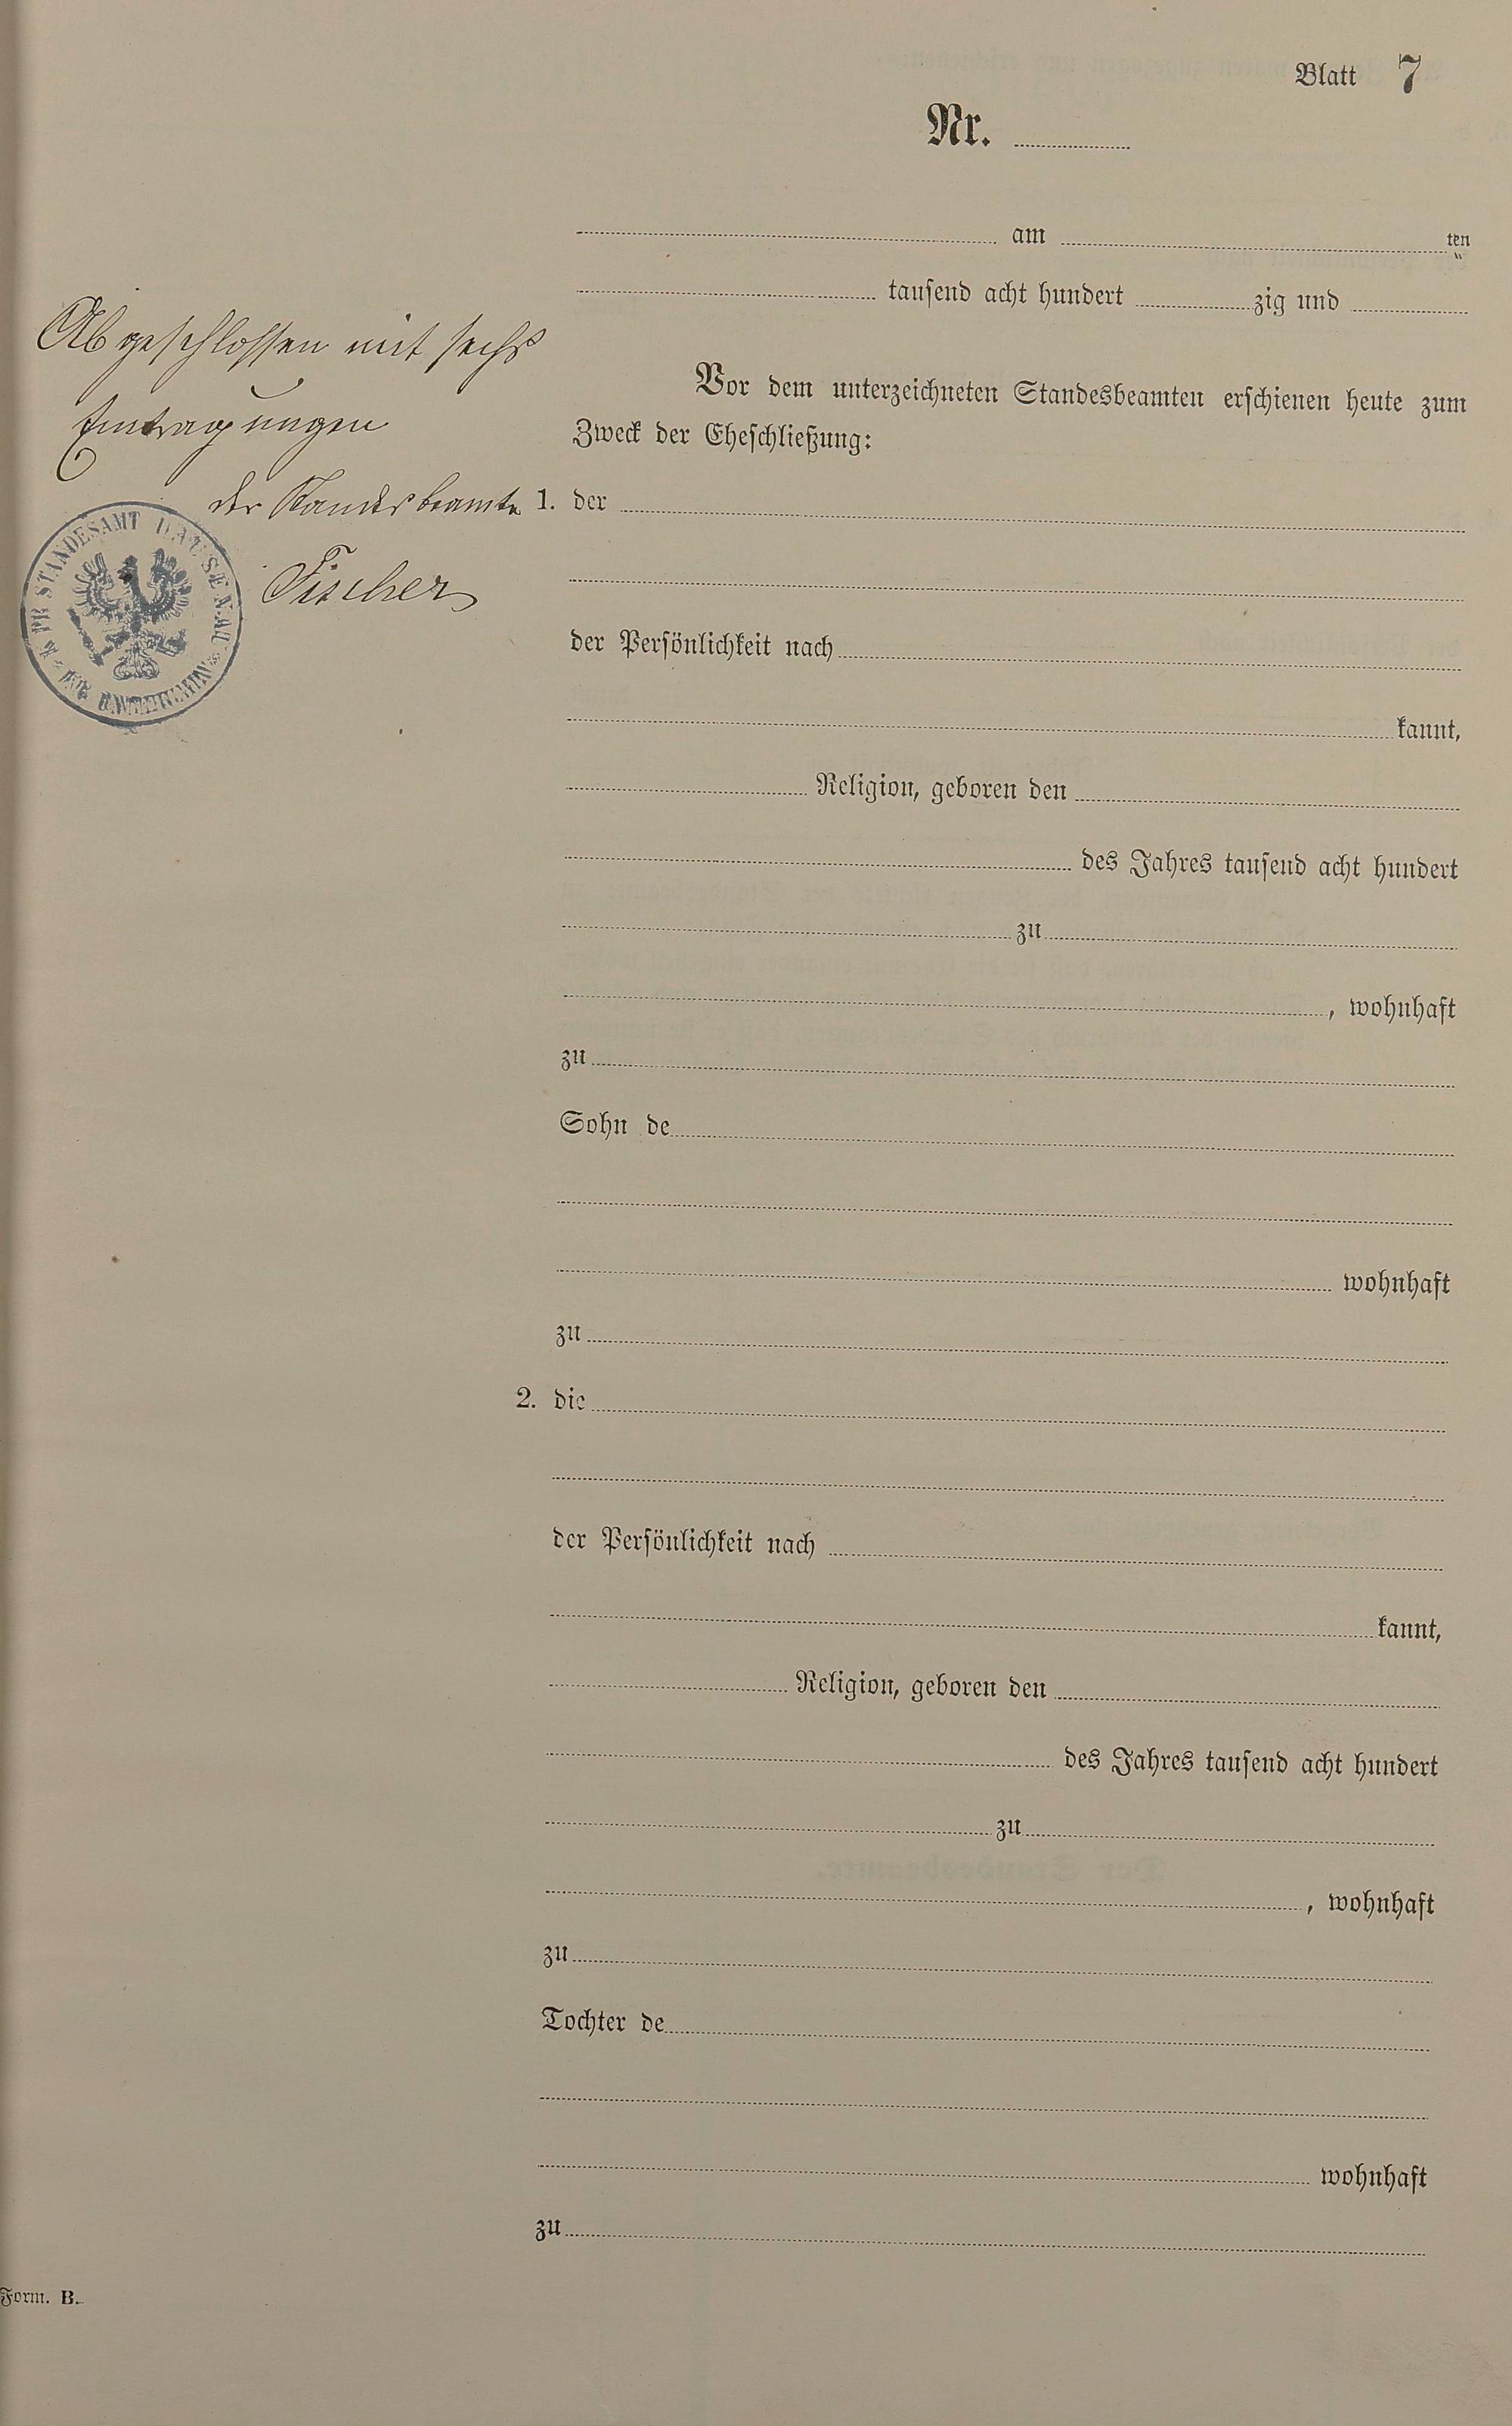 Blatt 7
Nr.
am ten
tausend acht hundert zig und
Abgeschlossen mit sechs
Eintragungen
der Standesbeamte
Fischer
K. PR. STANDESAMT DAUSENAU
Vor dem unterzeichneten Standesbeamten erschienen heute zum
Zweck der Eheschließung:
1. der
der Persönlichkeit nach
kannt,
Religion, geboren den
des Jahres tausend acht hundert
zu
, wohnhaft
zu
Sohn de
wohnhaft
zu
2. die
der Persönlichkeit nach
kannt,
Religion, geboren den
des Jahres tausend acht hundert
zu
, wohnhaft
zu
Tochter de
wohnhaft
zu
Form. B.